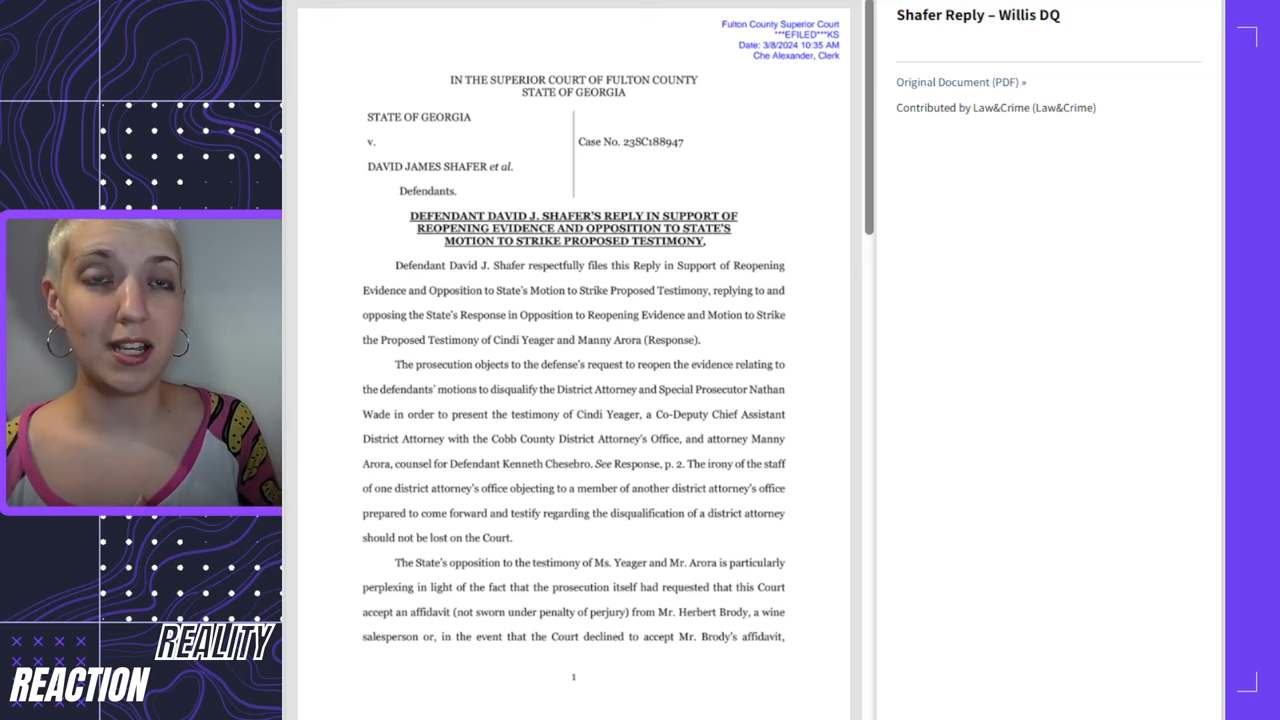 Fulton County Superior Court
***EFILED***KS
Date: 3/8/2024 10:35 AM
Che Alexander, Clerk
IN THE SUPERIOR COURT OF FULTON COUNTY
STATE OF GEORGIA
STATE OF GEORGIA
v.
DAVID JAMES SHAFER et al.
Defendants.
Case No. 23SC188947
DEFENDANT DAVID J. SHAFER'S REPLY IN SUPPORT OF
REOPENING EVIDENCE AND OPPOSITION TO STATE'S
MOTION TO STRIKE PROPOSED TESTIMONY.
Defendant David J. Shafer respectfully files this Reply in Support of Reopening
Evidence and Opposition to State's Motion to Strike Proposed Testimony, replying to and
opposing the State's Response in Opposition to Reopening Evidence and Motion to Strike
the Proposed Testimony of Cindi Yeager and Manny Arora (Response).
The prosecution objects to the defense's request to reopen the evidence relating to
the defendants' motions to disqualify the District Attorney and Special Prosecutor Nathan
Wade in order to present the testimony of Cindi Yeager, a Co-Deputy Chief Assistant
District Attorney with the Cobb County District Attorney's Office, and attorney Manny
Arora, counsel for Defendant Kenneth Chesebro. See Response, p. 2. The irony of the staff
of one district attorney's office objecting to a member of another district attorney's office
prepared to come forward and testify regarding the disqualification of a district attorney
should not be lost on the Court.
The State's opposition to the testimony of Ms. Yeager and Mr. Arora is particularly
perplexing in light of the fact that the prosecution itself had requested that this Court
accept an affidavit (not sworn under penalty of perjury) from Mr. Herbert Brody, a wine
salesperson or, in the event that the Court declined to accept Mr. Brody's affidavit,
1
Shafer Reply – Willis DQ
Original Document (PDF) »
Contributed by Law&Crime (Law&Crime)
REALITY
REACTION